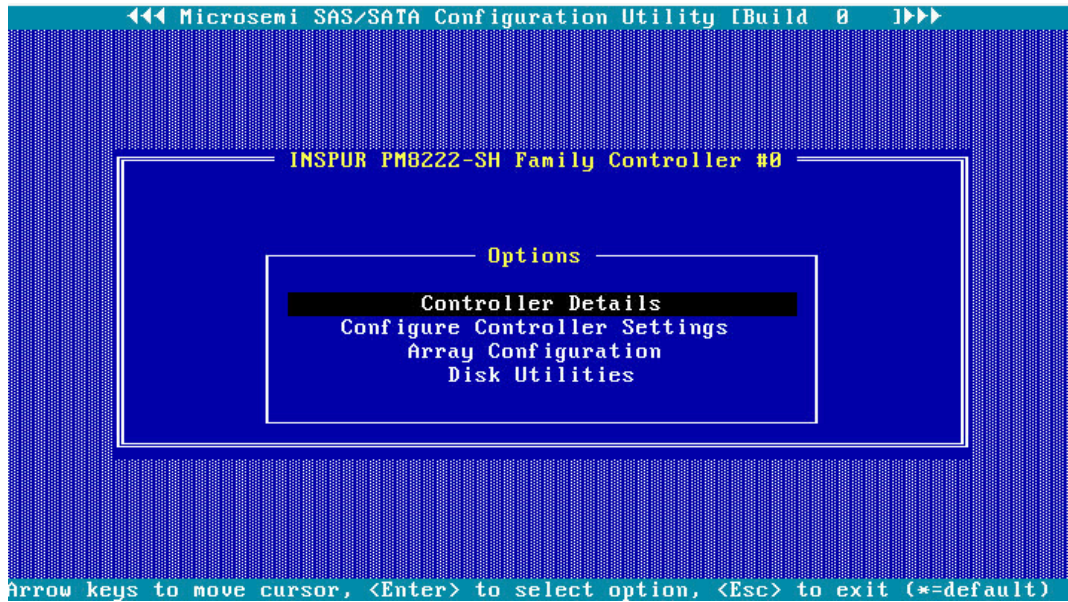 Microsemi SAS/SATA Configuration Utility [Build 0 ]
INSPUR PM8222-SH Family Controller #0
Options
Controller Details
Configure Controller Settings
Array Configuration
Disk Utilities
Arrow keys to move cursor, <Enter> to select option, <Esc> to exit (*=default)